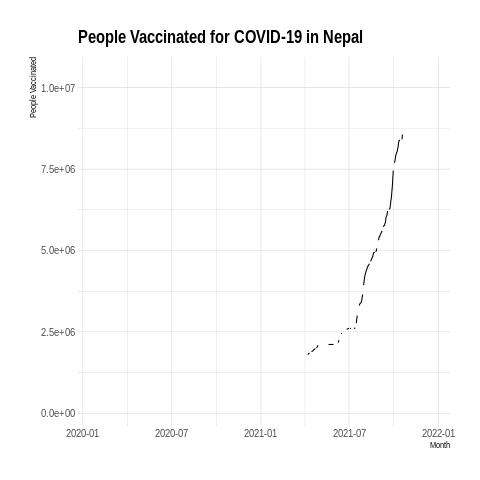 People Vaccinated for COVID-19 in Nepal
People Vaccinated
1.0e+07
7.5e+06
5.0e+06
2.5e+06
0.0e+00
2020-01 2020-07 2021-01 2021-07 2022-01
Month